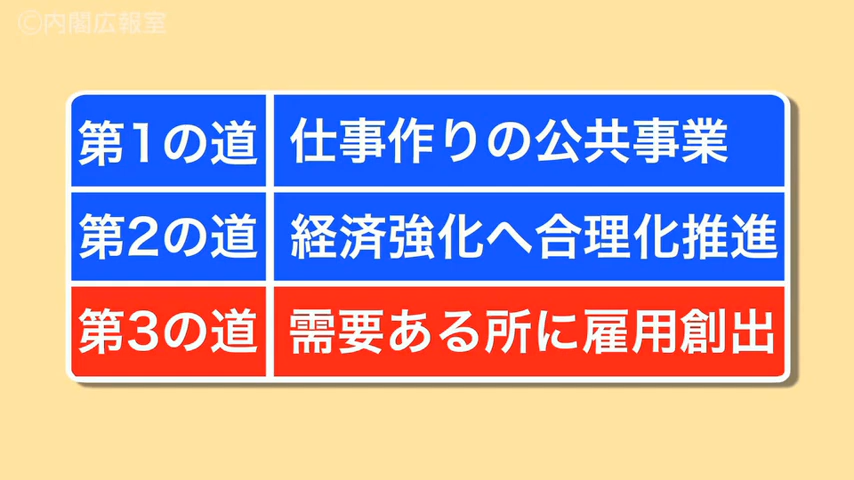 ©内閣広報室
第1の道 仕事作りの公共事業
第2の道 経済強化へ合理化推進
第3の道 需要ある所に雇用創出